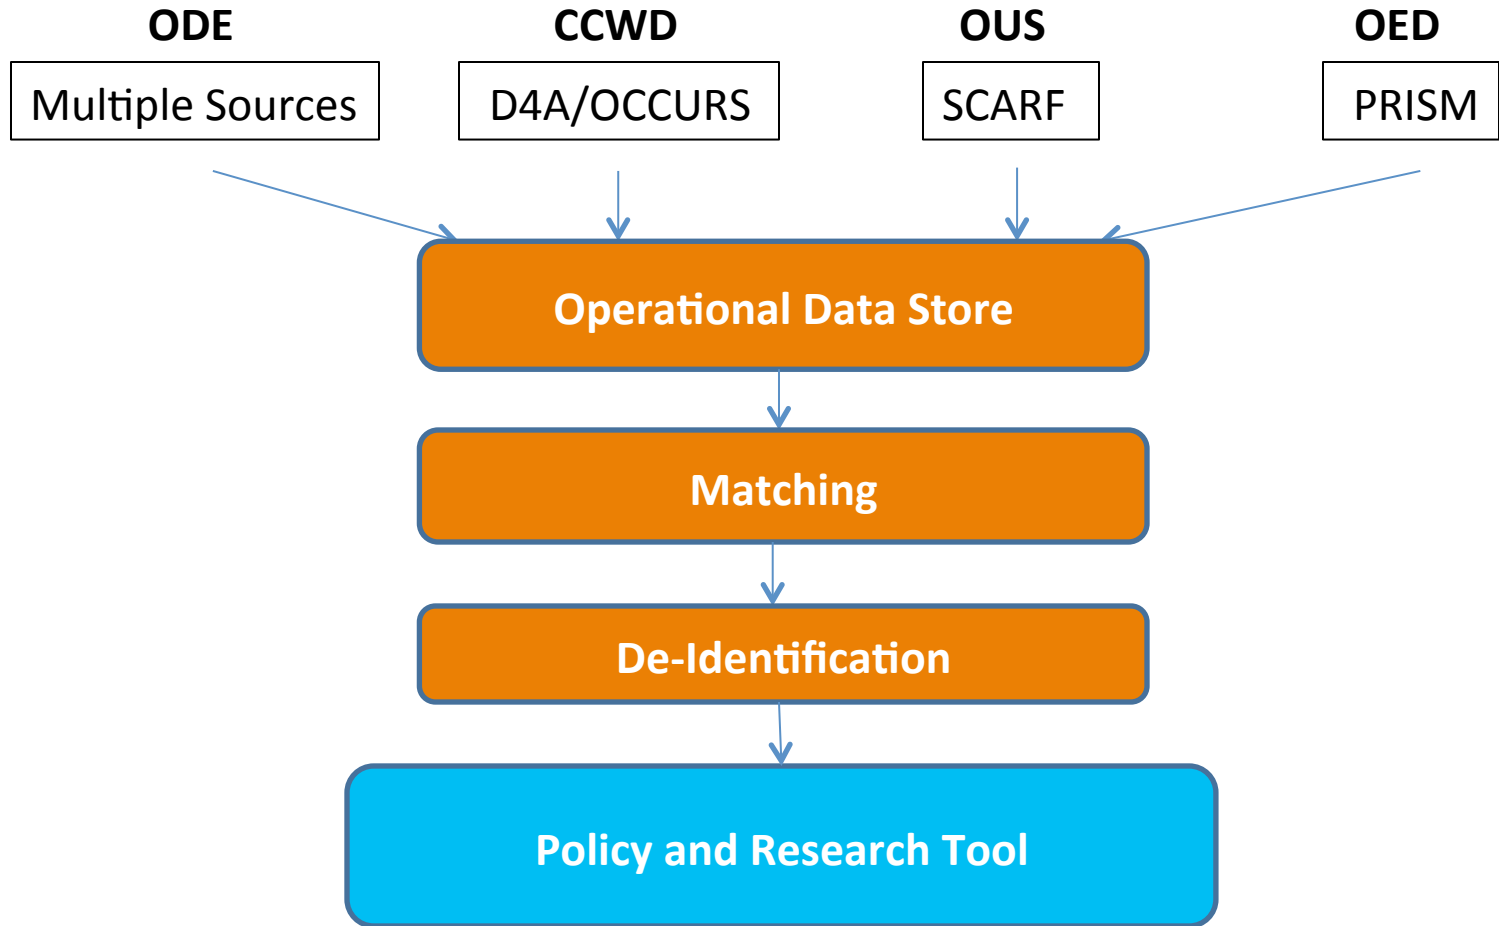 ODE CCWD OUS OED
Multiple Sources D4A/OCCURS SCARF PRISM
Operational Data Store
Matching
De-Identification
Policy and Research Tool